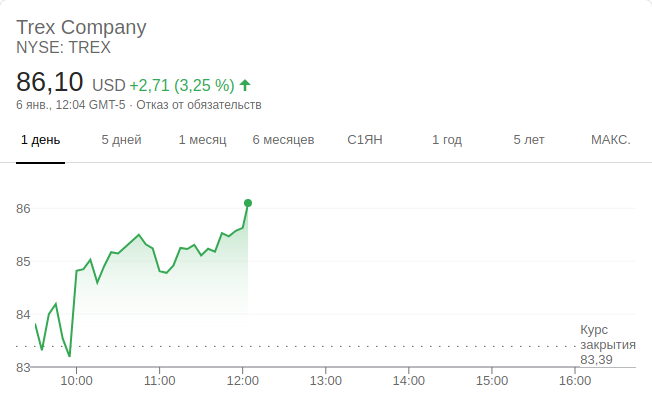 Trex Company
NYSE: TREX
86,10 USD +2,71 (3,25 %)
6 янв., 12:04 GMT-5 · Отказ от обязательств
1 день 5 дней 1 месяц 6 месяцев С1ЯН 1 год 5 лет МАКС.
86
85
84
Курс
закрытия
83,39
83
10:00 11:00 12:00 13:00 14:00 15:00 16:00